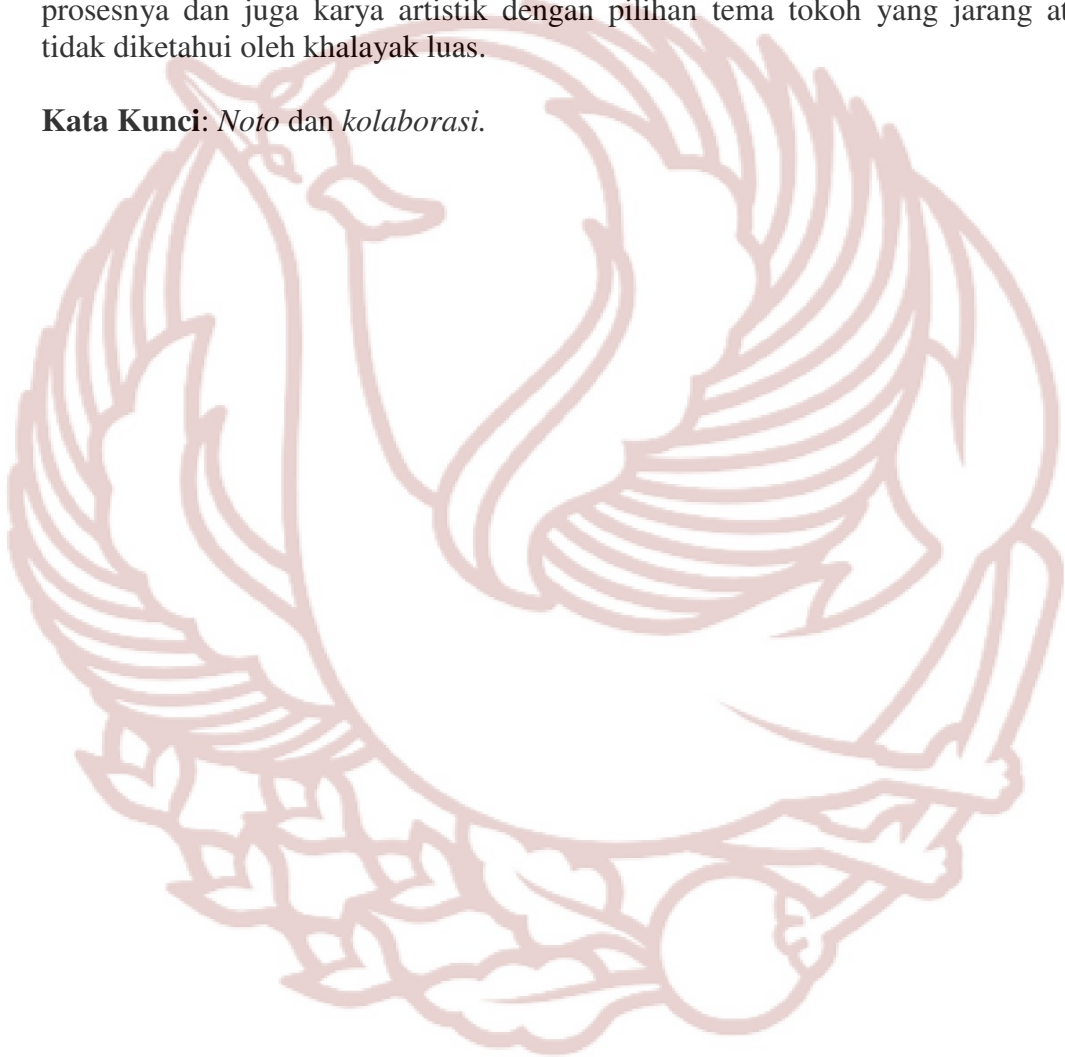 prosesnya dan juga karya artistik dengan pilihan tema tokoh yang jarang
tidak diketahui oleh khalayak luas.
Kata Kunci: Noto dan kolaborasi.